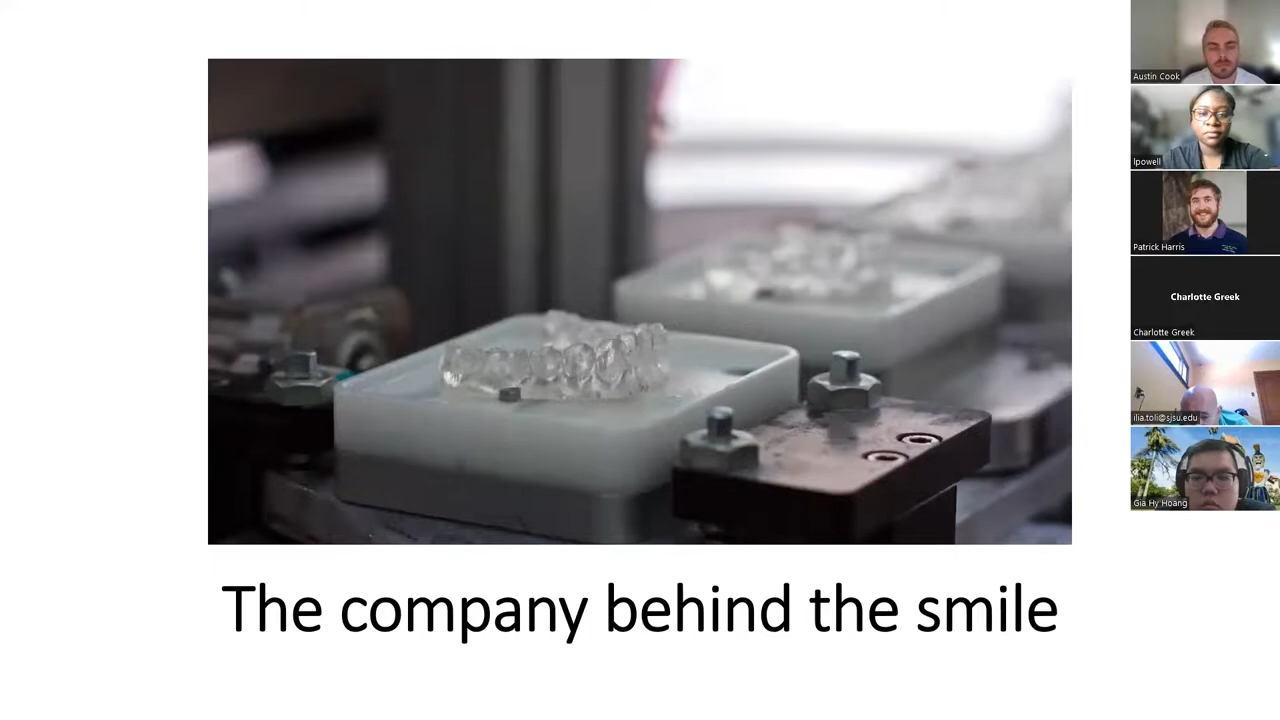 The company behind the smile
Austin Cook
lpowell
Patrick Harris
Charlotte Greek
Charlotte Greek
ilia.toli@sjsu.edu
Gia Hy Hoang